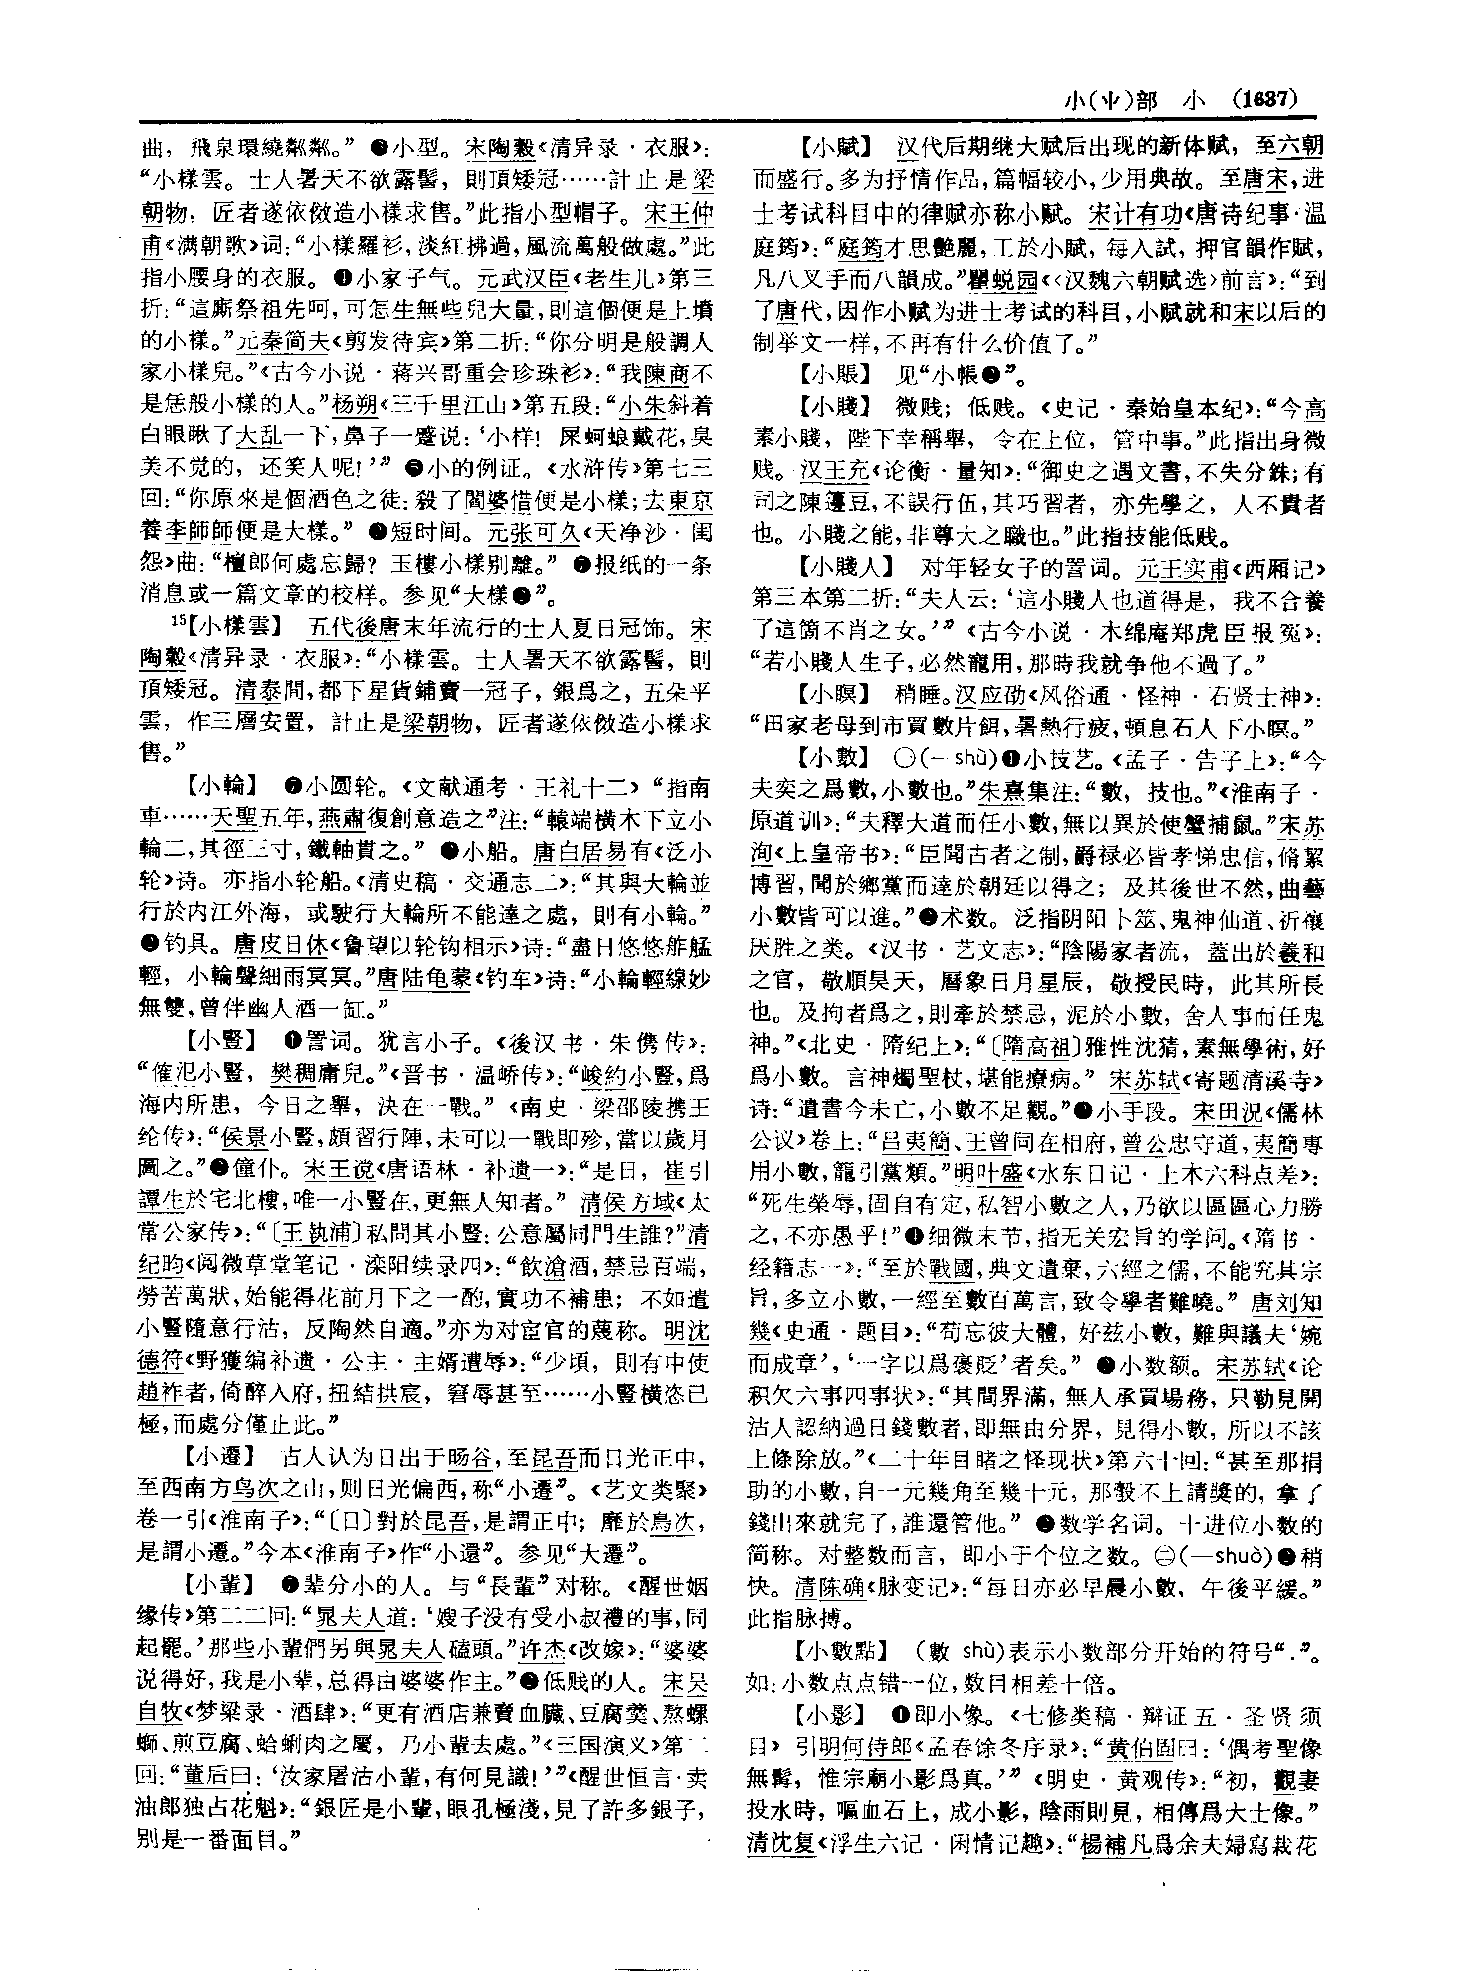 小(⺌)部 小 (1637)
曲，飛泉環繞鄰鄰。”❸小型。宋陶穀《清异录·衣服》：
“小樣雲。士人暑天不欲露髻，則頂矮冠……計止是梁
朝物，匠者遂依倣造小樣求售。”此指小型帽子。宋王仲
甫《满朝歌》词：“小樣羅衫，淡紅拂過，風流萬般做處。”此
指小腰身的衣服。❹小家子气。元武汉臣《老生儿》第三
折：“這厮祭祖先呵，可怎生無些兒大量，則這個便是上墳
的小樣。”元秦简夫《剪发待宾》第二折：“你分明是般調人
家小樣兒。”《古今小说·蒋兴哥重会珍珠衫》：“我陳商不
是恁般小樣的人。”杨朔《三千里江山》第五段：“小朱斜着
白眼瞅了大乱一下，鼻子一蹙说：‘小样！屎蚵蜋戴花，臭
美不觉的，还笑人呢！’”❺小的例证。《水浒传》第七三
回：“你原來是個酒色之徒：殺了閻婆惜便是小樣；去東京
養李師師便是大樣。”❻短时间。元张可久《天净沙·闺
怨》曲：“檀郎何處忘歸？玉樓小樣别離。”❼报纸的一条
消息或一篇文章的校样。参见“大樣❷”。
15【小樣雲】 五代後唐末年流行的士人夏日冠饰。宋
陶穀《清异录·衣服》：“小樣雲。士人暑天不欲露髻，則
頂矮冠。清泰間，都下星貨鋪賣一冠子，銀爲之，五朵平
雲，作三層安置，計止是梁朝物，匠者遂依倣造小樣求
售。”
【小輪】 ❶小圆轮。《文献通考·王礼十二》“指南
車……天聖五年，燕肅復創意造之”注：“轅端横木下立小
輪二，其徑三寸，鐵軸貫之。”❷小船。唐白居易有《泛小
轮》诗。亦指小轮船。《清史稿·交通志二》：“其與大輪並
行於内江外海，或駛行大輪所不能達之處，則有小輪。”
❸钓具。唐皮日休《鲁望以轮钩相示》诗：“盡日悠悠舴艋
輕，小輪聲細雨冥冥。”唐陆龟蒙《钓车》诗：“小輪輕線妙
無雙，曾伴幽人酒一缸。”
【小豎】 ❶詈词。犹言小子。《後汉书·朱儁传》：
“傕氾小豎，樊稠庸兒。”《晋书·温峤传》：“峻約小豎，爲
海内所患，今日之舉，決在一戰。”《南史·梁邵陵携王
纶传》：“侯景小豎，頗習行陣，未可以一戰即殄，當以歲月
圖之。”❷僮仆。宋王谠《唐语林·补遗一》：“是日，崔引
譚生於宅北樓，唯一小豎在，更無人知者。”清侯方域《太
常公家传》：“〔王执浦〕私問其小豎：公意屬同門生誰？”清
纪昀《阅微草堂笔记·滦阳续录四》：“飲滄酒，禁忌百端，
勞苦萬狀，始能得花前月下之一酌，實功不補患；不如遣
小豎隨意行沽，反陶然自適。”亦为对宦官的蔑称。明沈
德符《野獲编补遗·公主·主婿遭辱》：“少頃，則有中使
趙祚者，倚醉入府，扭結拱宸，窘辱甚至……小豎横恣已
極，而處分僅止此。”
【小遷】 古人认为日出于旸谷，至昆吾而日光正中，
至西南方鸟次之山，则日光偏西，称“小遷”。《艺文类聚》
卷一引《淮南子》：“〔日〕對於昆吾，是謂正中；靡於鳥次，
是謂小遷。”今本《淮南子》作“小還”。参见“大遷”。
【小輩】 ❶辈分小的人。与“長輩”对称。《醒世姻
缘传》第二二回：“晁夫人道：‘嫂子没有受小叔禮的事，同
起罷。’那些小輩們另與晁夫人磕頭。”许杰《改嫁》：“婆婆
说得好，我是小辈，总得由婆婆作主。”❷低贱的人。宋吴
自牧《梦粱录·酒肆》：“更有酒店兼賣血臟、豆腐羹、熬螺
螄、煎豆腐、蛤蜊肉之屬，乃小輩去處。”《三国演义》第二
回：“董后曰：‘汝家屠沽小輩，有何見識！’”《醒世恒言·卖
油郎独占花魁》：“銀匠是小輩，眼孔極淺，見了許多銀子，
别是一番面目。”
【小賦】 汉代后期继大赋后出现的新体赋，至六朝
而盛行。多为抒情作品，篇幅较小，少用典故。至唐宋，进
士考试科目中的律赋亦称小赋。宋计有功《唐诗纪事·温
庭筠》：“庭筠才思艷麗，工於小賦，每入試，押官韻作賦，
凡八叉手而八韻成。”瞿蜕园《〈汉魏六朝赋选〉前言》：“到
了唐代，因作小赋为进士考试的科目，小赋就和宋以后的
制举文一样，不再有什么价值了。”
【小賬】 见“小帳❷”。
【小賤】 微贱；低贱。《史记·秦始皇本纪》：“今高
素小賤，陛下幸稱舉，令在上位，管中事。”此指出身微
贱。汉王充《论衡·量知》：“御史之遇文書，不失分銖；有
司之陳籩豆，不誤行伍，其巧習者，亦先學之，人不貴者
也。小賤之能，非尊大之職也。”此指技能低贱。
【小賤人】 对年轻女子的詈词。元王实甫《西厢记》
第三本第二折：“夫人云：‘這小賤人也道得是，我不合養
了這箇不肖之女。’”《古今小说·木绵庵郑虎臣报冤》：
“若小賤人生子，必然寵用，那時我就争他不過了。”
【小瞑】 稍睡。汉应劭《风俗通·怪神·石贤士神》：
“田家老母到市買數片餌，暑熱行疲，頓息石人下小瞑。”
【小數】 ㊀(—shù)❶小技艺。《孟子·告子上》：“今
夫奕之爲數，小數也。”朱熹集注：“數，技也。”《淮南子·
原道训》：“夫釋大道而任小數，無以異於使蟹捕鼠。”宋苏
洵《上皇帝书》：“臣聞古者之制，爵禄必皆孝悌忠信，脩絜
博習，聞於鄉黨而達於朝廷以得之；及其後世不然，曲藝
小數皆可以進。”❷术数。泛指阴阳卜筮、鬼神仙道、祈禳
厌胜之类。《汉书·艺文志》：“陰陽家者流，蓋出於羲和
之官，敬順昊天，曆象日月星辰，敬授民時，此其所長
也。及拘者爲之，則牽於禁忌，泥於小數，舍人事而任鬼
神。”《北史·隋纪上》：“〔隋高祖〕雅性沈猜，素無學術，好
爲小數。言神燭聖杖，堪能療病。”宋苏轼《寄题清溪寺》
诗：“遺書今未亡，小數不足觀。”❸小手段。宋田况《儒林
公议》卷上：“吕夷簡、王曾同在相府，曾公忠守道，夷簡專
用小數，籠引黨類。”明叶盛《水东日记·上木六科点差》：
“死生榮辱，固自有定，私智小數之人，乃欲以區區心力勝
之，不亦愚乎！”❹细微末节，指无关宏旨的学问。《隋书·
经籍志一》：“至於戰國，典文遺棄，六經之儒，不能究其宗
旨，多立小數，一經至數百萬言，致令學者難曉。”唐刘知
幾《史通·题目》：“苟忘彼大體，好兹小數，難與議夫‘婉
而成章’，‘一字以爲褒貶’者矣。”❺小数额。宋苏轼《论
积欠六事四事状》：“其間界滿，無人承買場務，只勒見開
沽人認納過日錢數者，即無由分界，見得小數，所以不該
上條除放。”《二十年目睹之怪现状》第六十回：“甚至那捐
助的小數，自一元幾角至幾十元，那彀不上請獎的，拿了
錢出來就完了，誰還管他。”❻数学名词。十进位小数的
简称。对整数而言，即小于个位之数。㊁(—shuò)❶稍
快。清陈确《脉变记》：“每日亦必早晨小數，午後平緩。”
此指脉搏。
【小數點】 （數 shù）表示小数部分开始的符号“.”。
如：小数点点错一位，数目相差十倍。
【小影】 ❶即小像。《七修类稿·辩证五·圣贤须
目》引明何侍郎《孟春馀冬序录》：“黄伯固曰：‘偶考聖像
無髯，惟宗廟小影爲真。’”《明史·黄观传》：“初，觀妻
投水時，嘔血石上，成小影，陰雨則見，相傳爲大士像。”
清沈复《浮生六记·闲情记趣》：“楊補凡爲余夫婦寫栽花